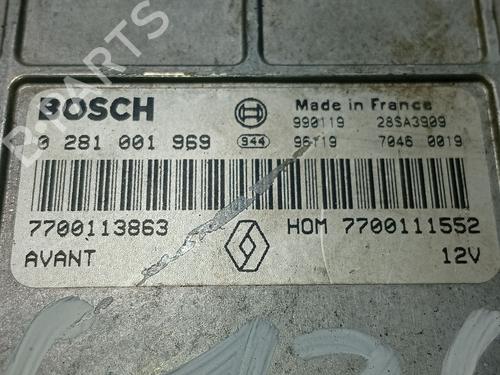 B-PARTS
BOSCH
Made in France
990119 28SA3909
0 281 001 969 944 96119 7046 0019
7700113863 HOM 7700111552
AVANT 12V